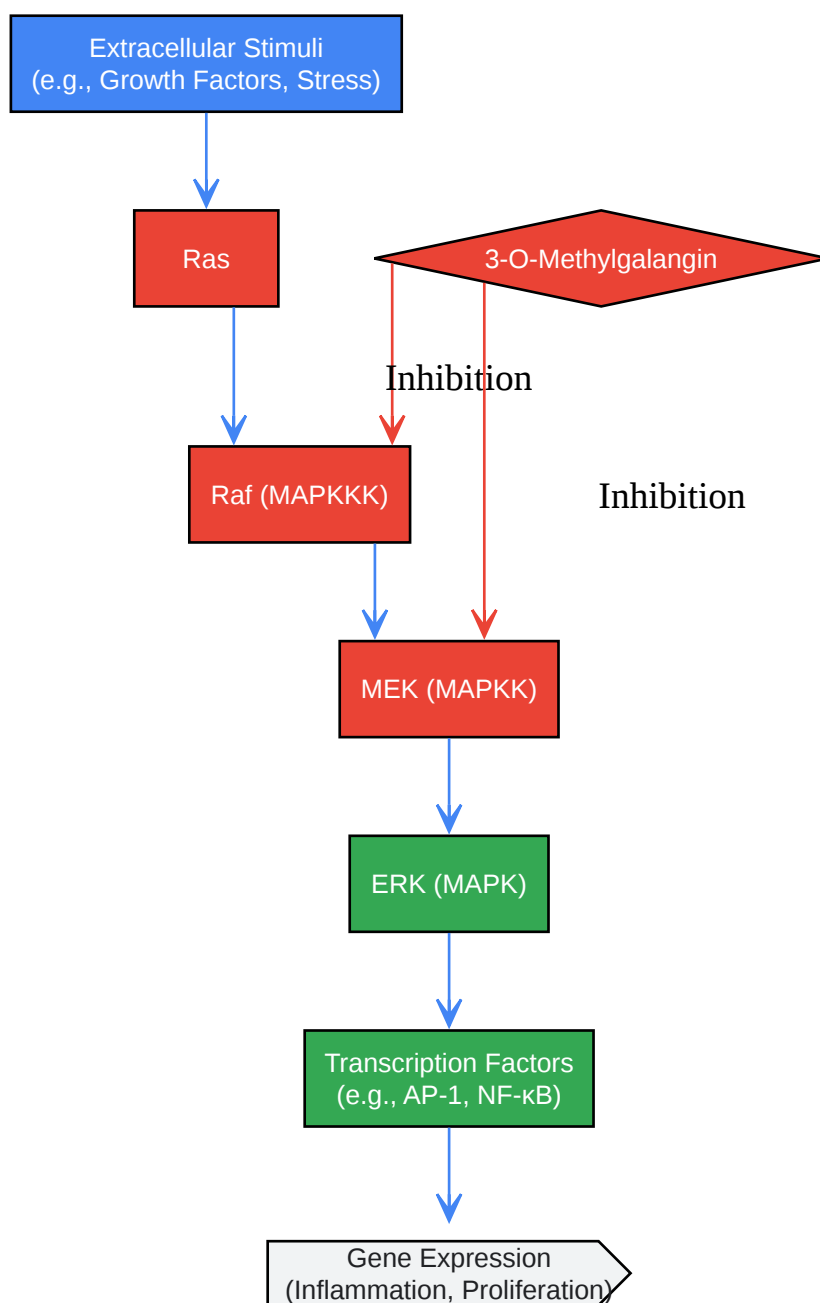 Extracellular Stimuli
(e.g., Growth Factors, Stress)
Ras
3-O-Methylgalangin
Inhibition
Raf (MAPKKK)
Inhibition
MEK (MAPKK)
ERK (MAPK)
Transcription Factors
(e.g., AP-1, NF-κB)
Gene Expression
(Inflammation, Proliferation)